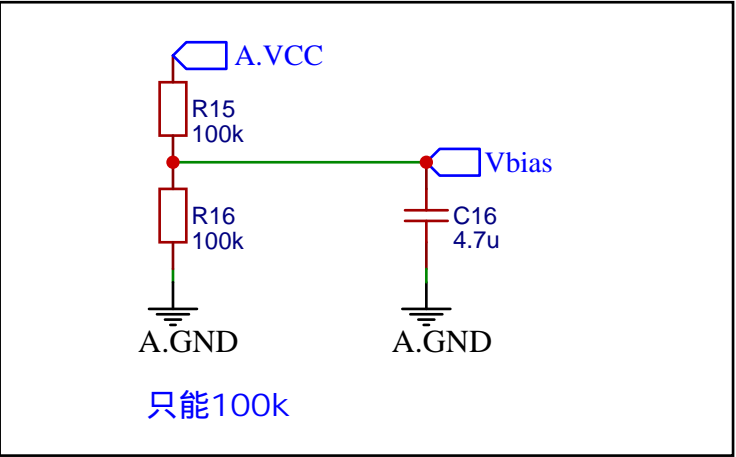 A.VCC
R15
100k
Vbias
R16
100k
C16
4.7u
A.GND
A.GND
只能100k